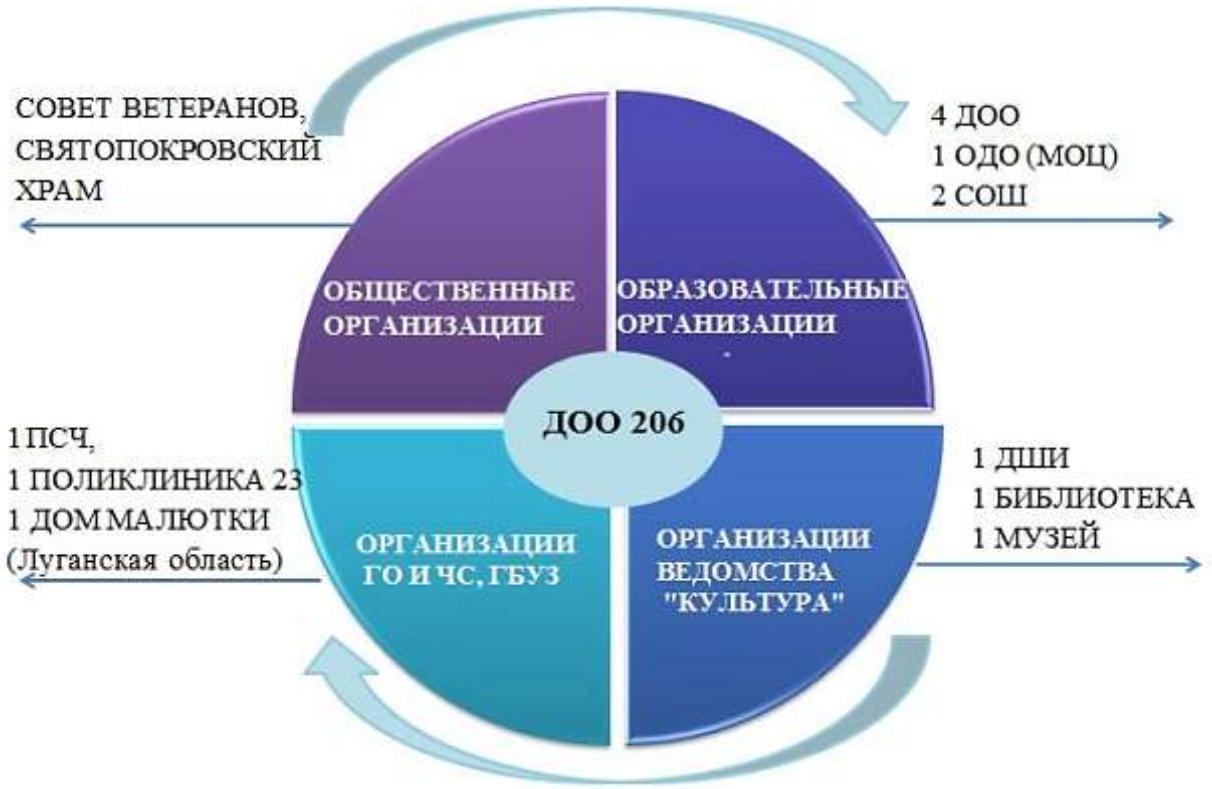 СОВЕТ ВЕТЕРАНОВ,
СВЯТОПОКРОВСКИЙ
ХРАМ
4 ДОО
1 ОДО (МОЦ)
2 СОШ
ОБЩЕСТВЕННЫЕ
ОРГАНИЗАЦИИ
ОБРАЗОВАТЕЛЬНЫЕ
ОРГАНИЗАЦИИ
ДОО 206
1 ПСЧ,
1 ПОЛИКЛИНИКА 23
1 ДОМ МАЛЮТКИ
(Луганская область)
ОРГАНИЗАЦИИ
ГО И ЧС, ГБУЗ
ОРГАНИЗАЦИИ
ВЕДОМСТВА
"КУЛЬТУРА"
1 ДШИ
1 БИБЛИОТЕКА
1 МУЗЕЙ